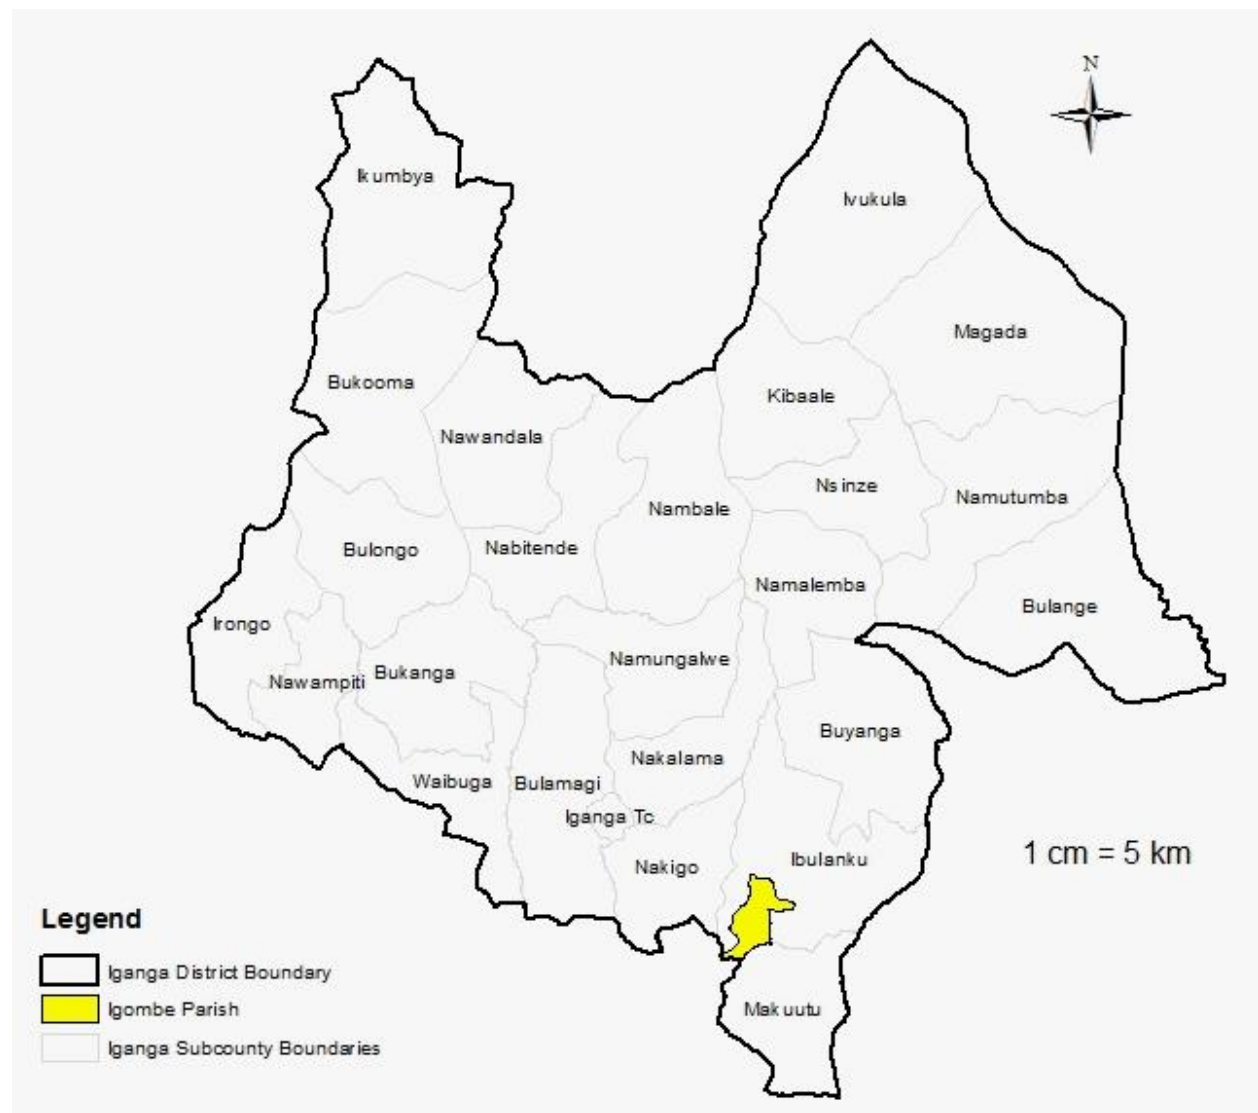 N
Ikumbya
Ivukula
Magada
Bukooma
Kibaale
Nawandala
Nsinze
Namutumba
Nambale
Bulongo
Nabitende
Namalemba
Bulange
Irongo
Namungalwe
Bukanga
Nawampiti
Buyanga
Nakalama
Waibuga
Bulamagi
Iganga Tc
1 cm = 5 km
Ibulanku
Nakigo
Legend
Iganga District Boundary
Igombe Parish
Makuutu
Iganga Subcounty Boundaries